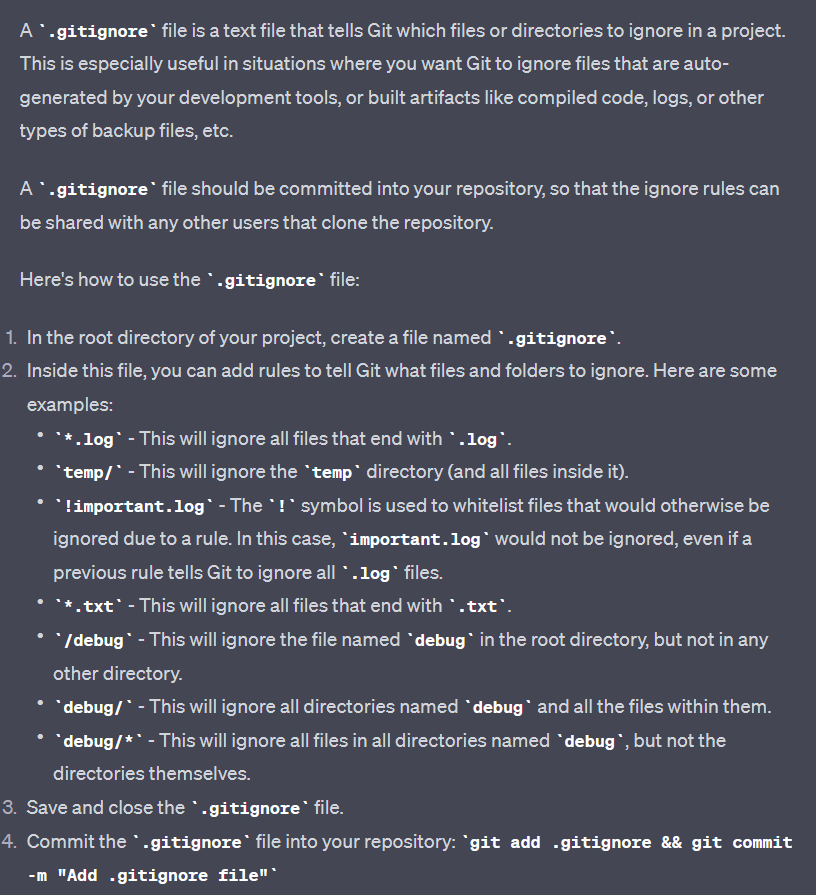 A `.gitignore` file is a text file that tells Git which files or directories to ignore in a project.
This is especially useful in situations where you want Git to ignore files that are auto-
generated by your development tools, or built artifacts like compiled code, logs, or other
types of backup files, etc.
A `.gitignore` file should be committed into your repository, so that the ignore rules can
be shared with any other users that clone the repository.
Here's how to use the `.gitignore` file:
1. In the root directory of your project, create a file named `.gitignore`.
2. Inside this file, you can add rules to tell Git what files and folders to ignore. Here are some
examples:
• `*.log` - This will ignore all files that end with `.log`.
• `temp/` - This will ignore the `temp` directory (and all files inside it).
• `!important.log` - The `!` symbol is used to whitelist files that would otherwise be
ignored due to a rule. In this case, `important.log` would not be ignored, even if a
previous rule tells Git to ignore all `.log` files.
• `*.txt` - This will ignore all files that end with `.txt`.
• `/debug` - This will ignore the file named `debug` in the root directory, but not in any
other directory.
• `debug/` - This will ignore all directories named `debug` and all the files within them.
• `debug/*` - This will ignore all files in all directories named `debug`, but not the
directories themselves.
3. Save and close the `.gitignore` file.
4. Commit the `.gitignore` file into your repository: `git add .gitignore && git commit
-m "Add .gitignore file"`